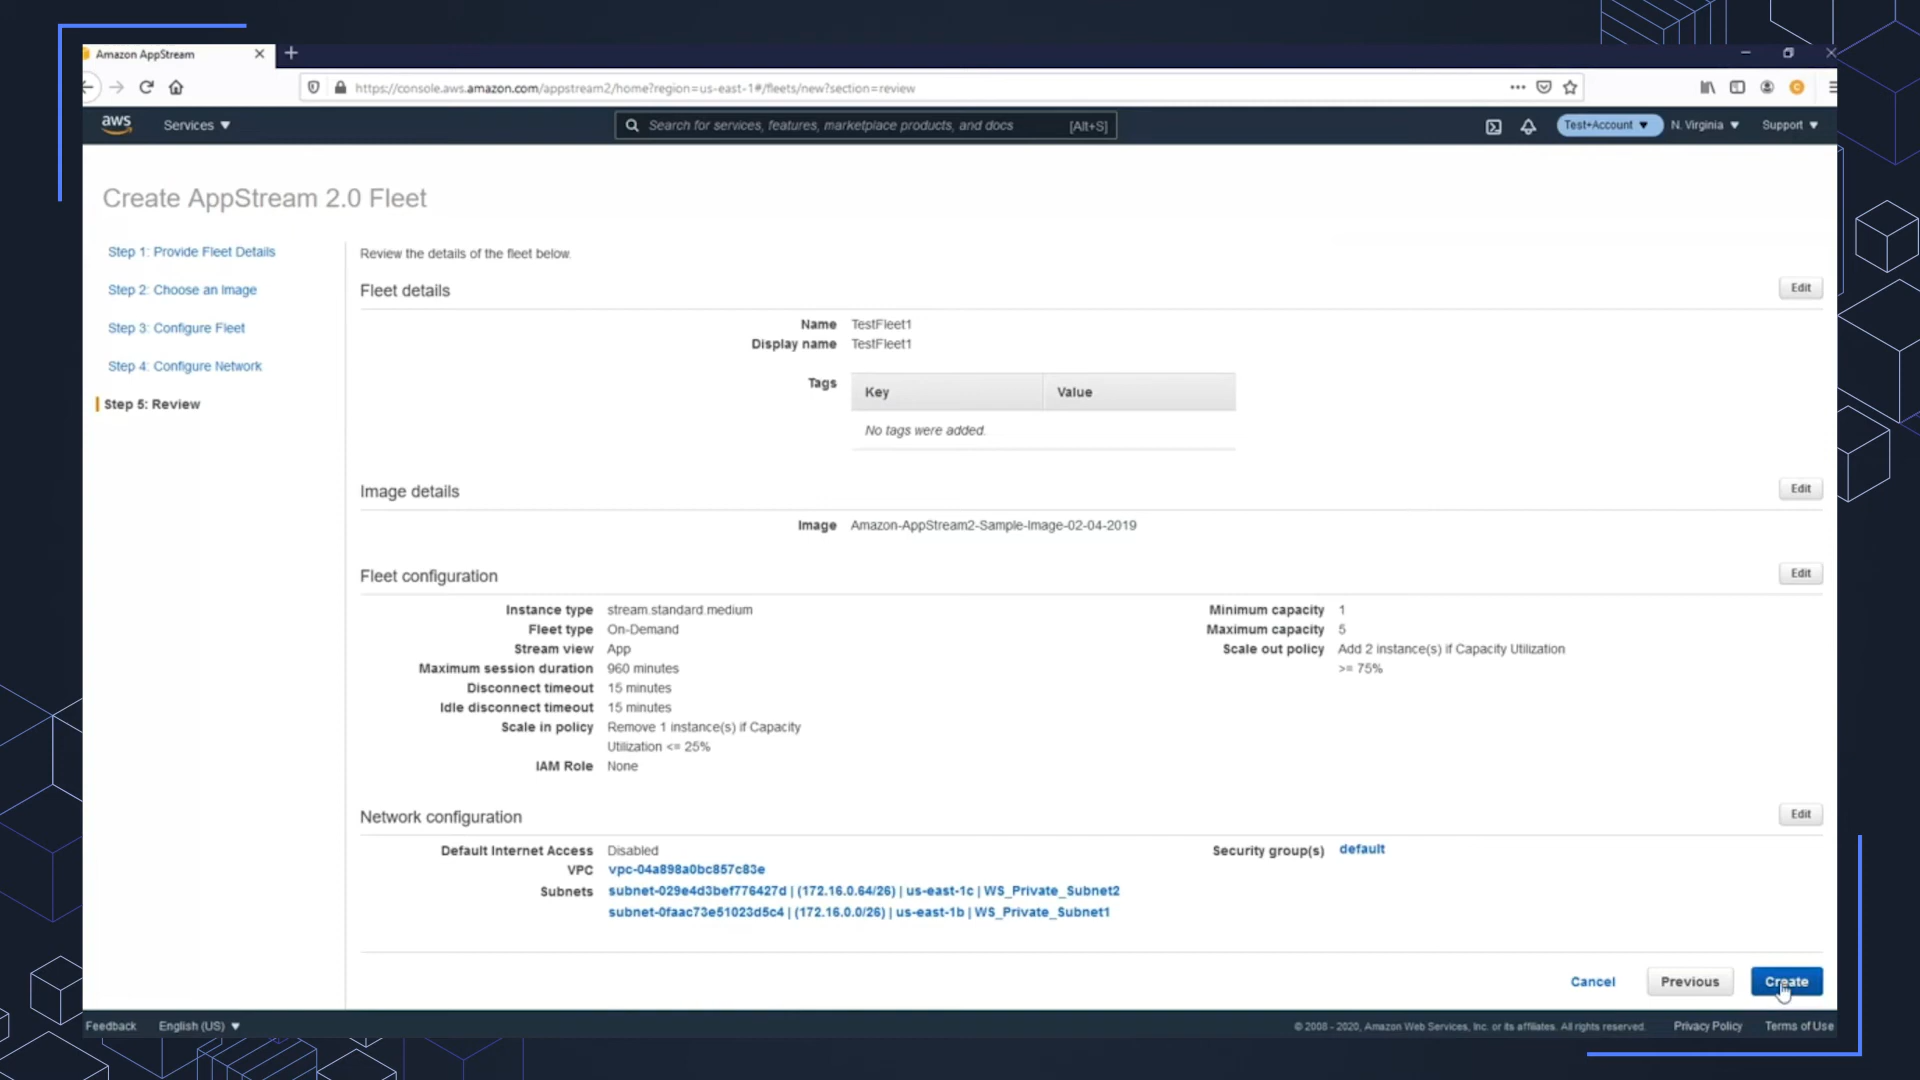 Amazon AppStream
https://console.aws.amazon.com/appstream2/home?region=us-east-1#/fleets/new?section=review
aws
Services
Search for services, features, marketplace products, and docs
[Alt+S]
Test+Account
N. Virginia
Support
Create AppStream 2.0 Fleet
Step 1: Provide Fleet Details
Step 2: Choose an Image
Step 3: Configure Fleet
Step 4: Configure Network
Step 5: Review
Review the details of the fleet below.
Fleet details
Edit
Name TestFleet1
Display name TestFleet1
Tags
Key Value
No tags were added.
Image details
Edit
Image Amazon-AppStream2-Sample-Image-02-04-2019
Fleet configuration
Edit
Instance type stream.standard.medium
Fleet type On-Demand
Stream view App
Maximum session duration 960 minutes
Disconnect timeout 15 minutes
Idle disconnect timeout 15 minutes
Scale in policy Remove 1 instance(s) if Capacity
Utilization <= 25%
IAM Role None
Minimum capacity 1
Maximum capacity 5
Scale out policy Add 2 instance(s) if Capacity Utilization
>= 75%
Network configuration
Edit
Default Internet Access Disabled
VPC vpc-04a898a0bc857c83e
Subnets subnet-029e4d3bef776427d | (172.16.0.64/26) | us-east-1c | WS_Private_Subnet2
subnet-0faac73e51023d5c4 | (172.16.0.0/26) | us-east-1b | WS_Private_Subnet1
Security group(s) default
Cancel
Previous
Create
Feedback
English (US)
© 2008 - 2020, Amazon Web Services, Inc. or its affiliates. All rights reserved.
Privacy Policy
Terms of Use